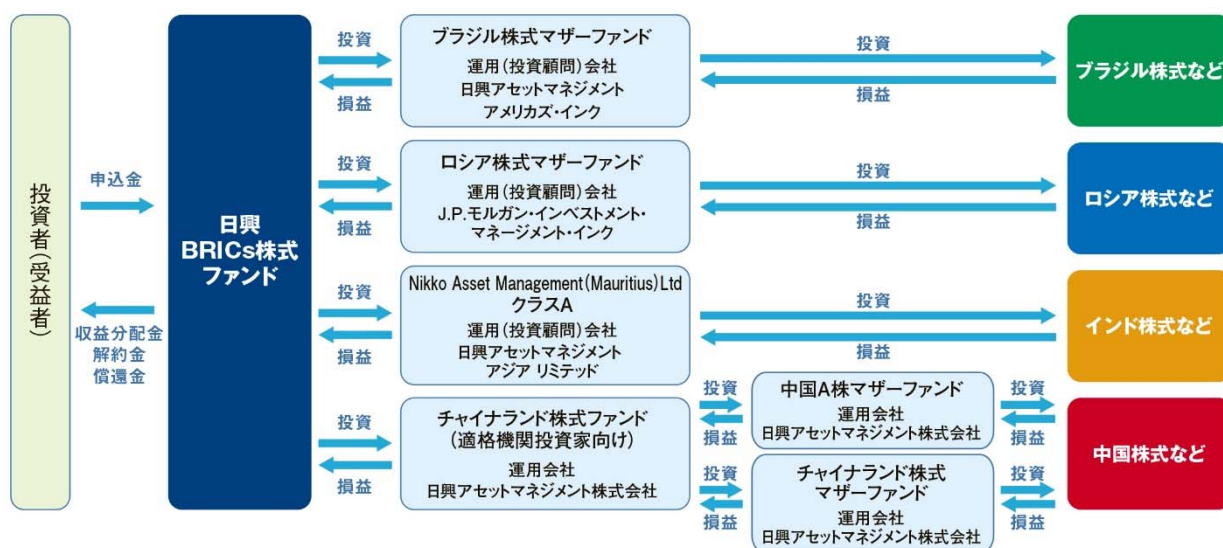 投資者(受益者)
申込金
収益分配金
解約金
償還金
日興
BRICs株式
ファンド
投資
損益
ブラジル株式マザーファンド
運用(投資顧問)会社
日興アセットマネジメント
アメリカズ・インク
投資
損益
ブラジル株式など
投資
損益
ロシア株式マザーファンド
運用(投資顧問)会社
J.P.モルガン・インベストメント・
マネージメント・インク
投資
損益
ロシア株式など
投資
損益
Nikko Asset Management(Mauritius)Ltd
クラスA
運用(投資顧問)会社
日興アセットマネジメント
アジア リミテッド
投資
損益
インド株式など
投資
損益
チャイナランド株式ファンド
(適格機関投資家向け)
運用会社
日興アセットマネジメント株式会社
投資
損益
中国A株マザーファンド
運用会社
日興アセットマネジメント株式会社
投資
損益
投資
損益
チャイナランド株式
マザーファンド
運用会社
日興アセットマネジメント株式会社
投資
損益
中国株式など